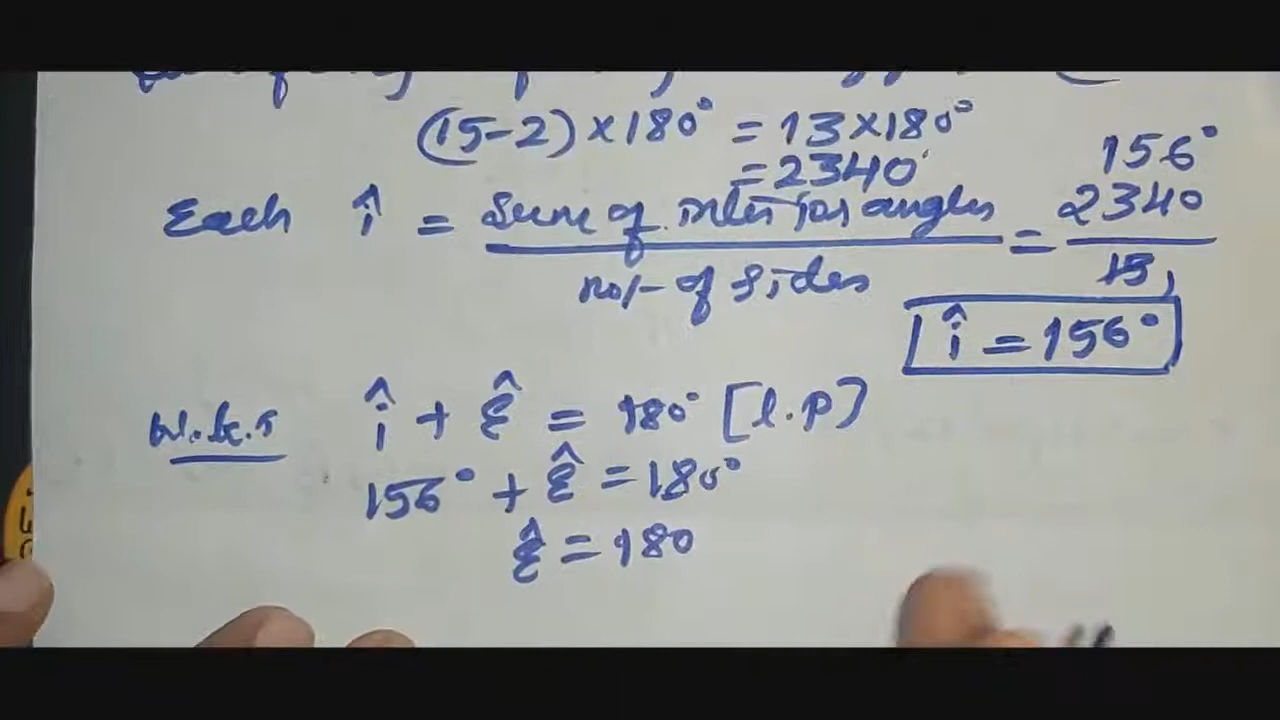 (15-2) × 180° = 13 × 180°
= 2340°
Each î = Sum of interior angles / no/- of sides = 2340 / 15 156°
î = 156°
W.k.T î + ê = 180° [l.p]
156° + ê = 180°
ê = 180